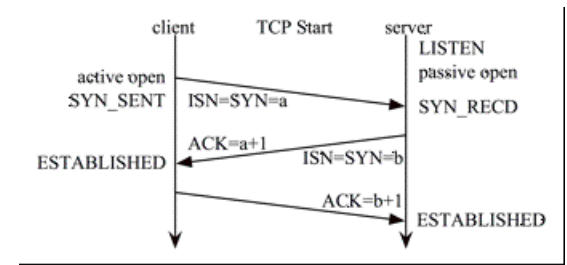 client TCP Start server
LISTEN
active open passive open
SYN_SENT ISN=SYN=a SYN_RECD
ACK=a+1
ESTABLISHED ISN=SYN=b
ACK=b+1
ESTABLISHED